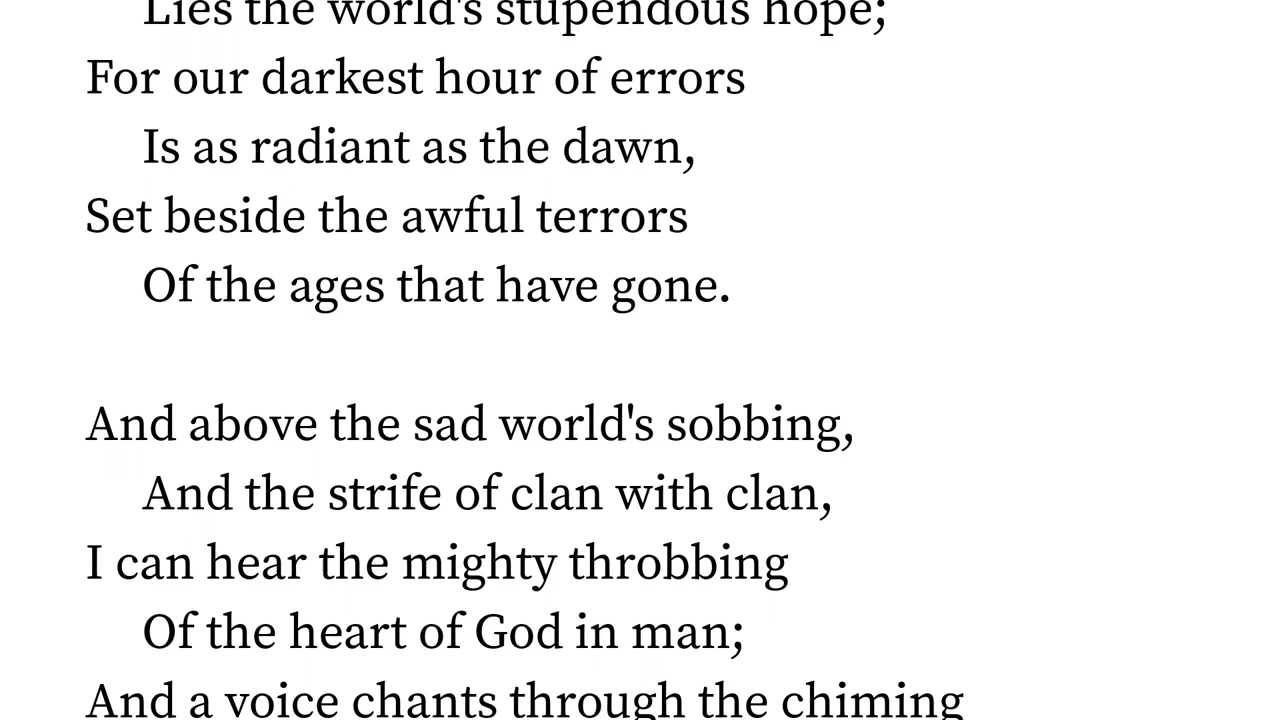 Lies the world's stupendous hope;
For our darkest hour of errors
Is as radiant as the dawn,
Set beside the awful terrors
Of the ages that have gone.
And above the sad world's sobbing,
And the strife of clan with clan,
I can hear the mighty throbbing
Of the heart of God in man;
And a voice chants through the chiming